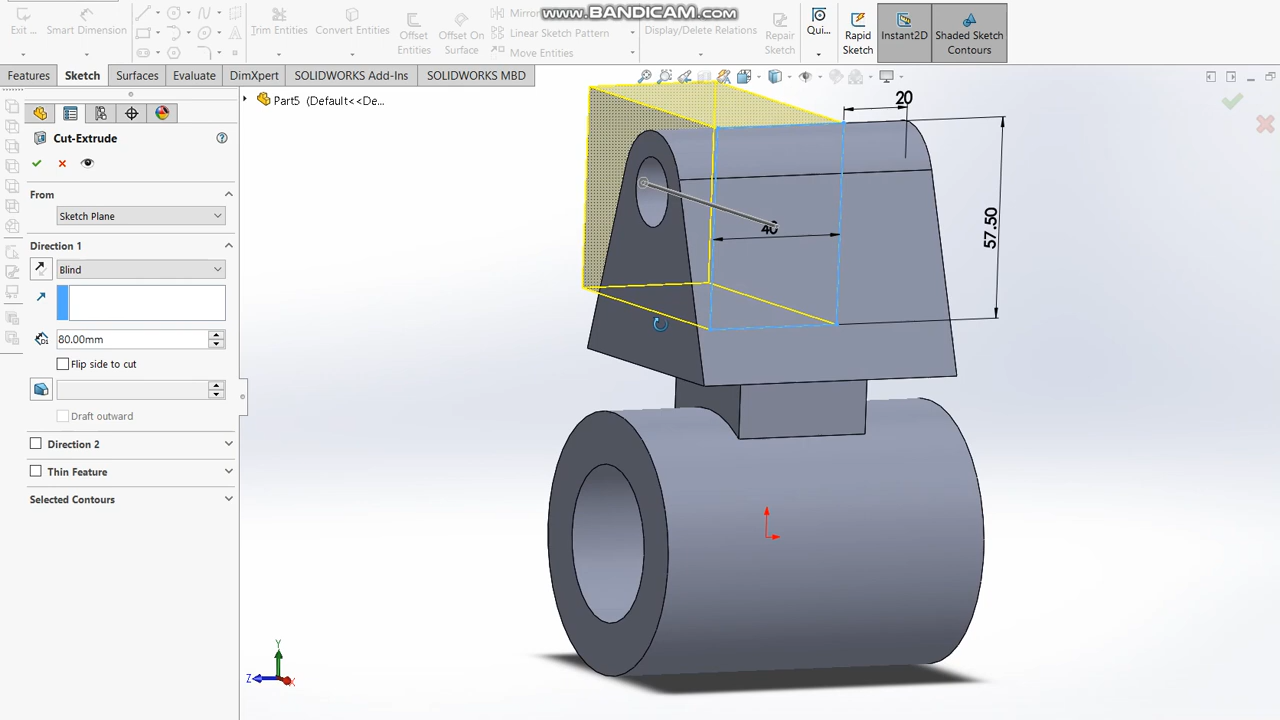 www.BANDICAM.com
Exit ... Smart Dimension Trim Entities Convert Entities Offset Entities Offset On Surface Mirror Display/Delete Relations Repair Sketch Qui... Rapid Sketch Instant2D Shaded Sketch Contours
Linear Sketch Pattern
Move Entities
Features Sketch Surfaces Evaluate DimXpert SOLIDWORKS Add-Ins SOLIDWORKS MBD
Part5 (Default<<De...
Cut-Extrude
From
Sketch Plane
Direction 1
Blind
80.00mm
Flip side to cut
Draft outward
Direction 2
Thin Feature
Selected Contours
20
57.50
40
Y
Z
X